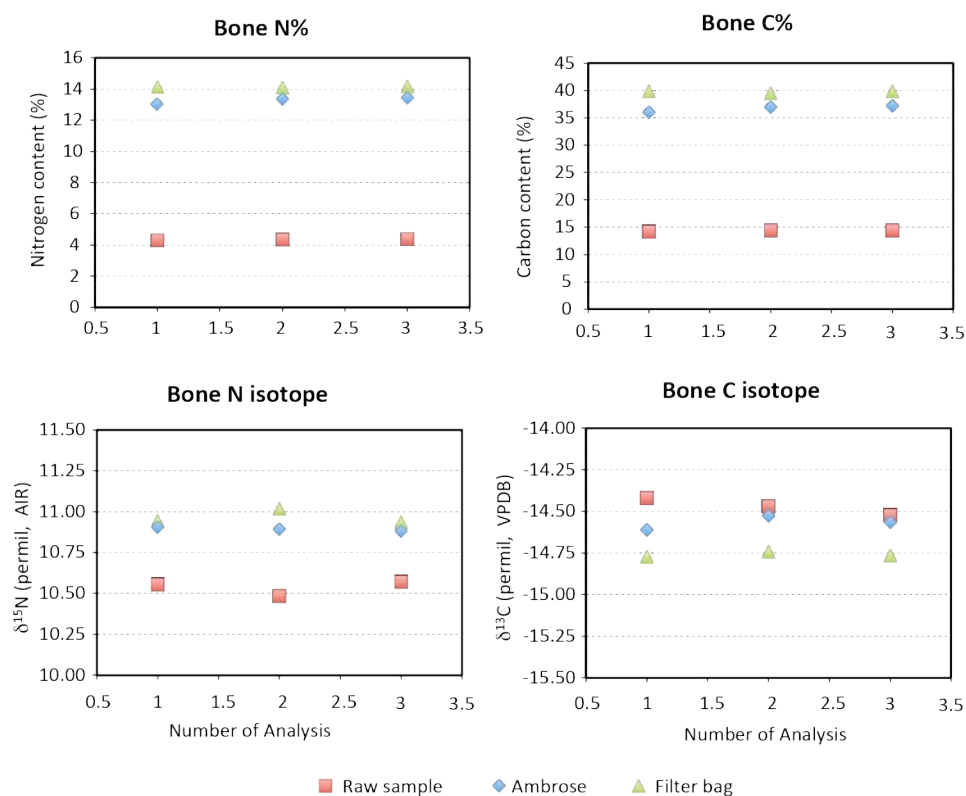 Bone N%
16
14
12
10
8
6
4
2
0
Nitrogen content (%)
0.5 1 1.5 2 2.5 3 3.5
Bone C%
45
40
35
30
25
20
15
10
5
0
Carbon content (%)
0.5 1 1.5 2 2.5 3 3.5
Bone N isotope
11.50
11.25
11.00
10.75
10.50
10.25
10.00
δ¹⁵N (permil, AIR)
0.5 1 1.5 2 2.5 3 3.5
Number of Analysis
Bone C isotope
-14.00
-14.25
-14.50
-14.75
-15.00
-15.25
-15.50
δ¹³C (permil, VPDB)
0.5 1 1.5 2 2.5 3 3.5
Number of Analysis
Raw sample Ambrose Filter bag